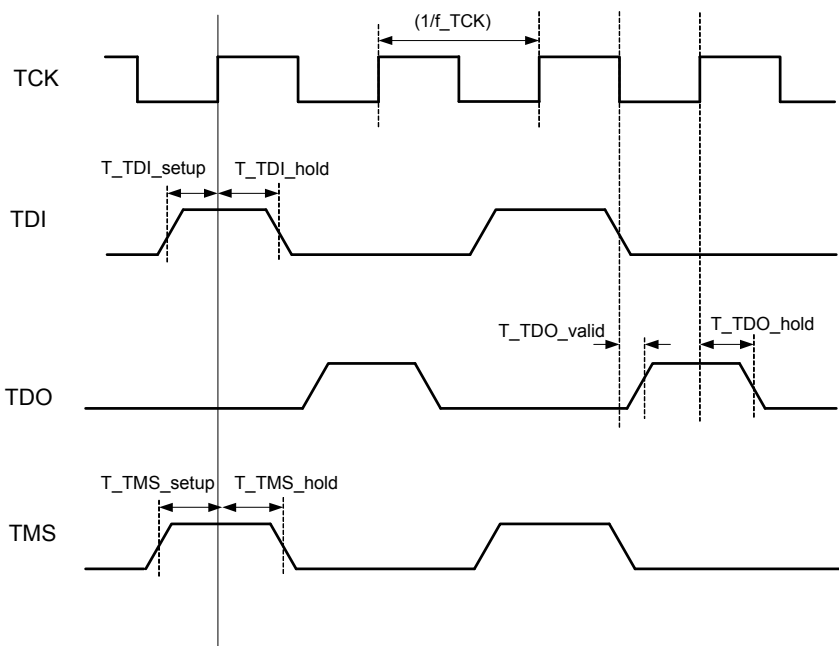 (1/f_TCK)
TCK
T_TDI_setup
T_TDI_hold
TDI
T_TDO_valid
T_TDO_hold
TDO
T_TMS_setup
T_TMS_hold
TMS